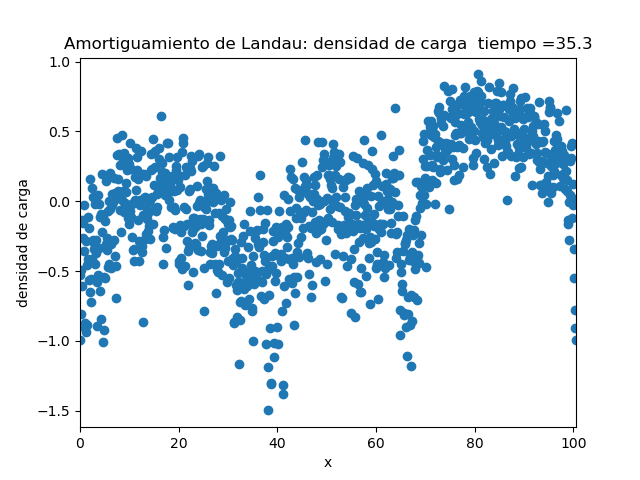 Amortiguamiento de Landau: densidad de carga  tiempo =35.3
1.0
0.5
0.0
−0.5
−1.0
−1.5
densidad de carga
0 20 40 60 80 100
x